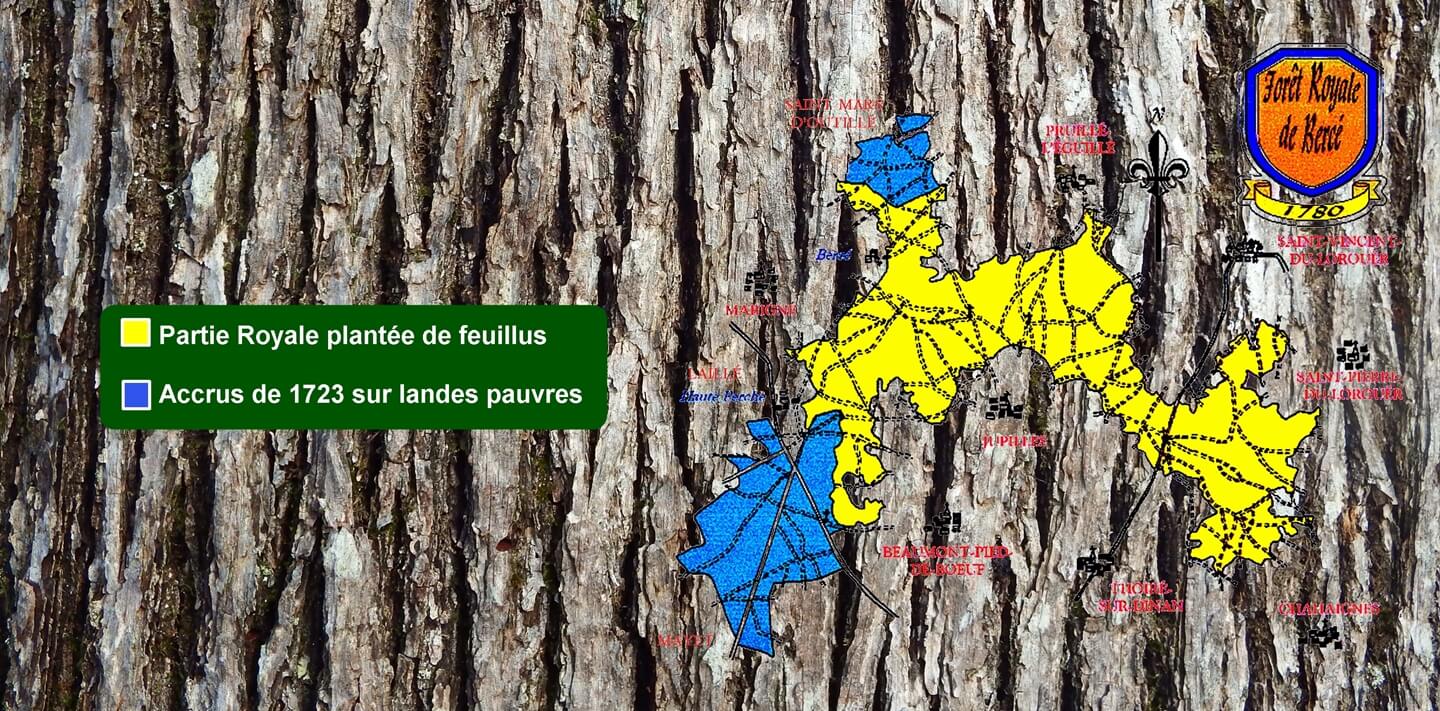 Forêt Royale
de Bercé
1780
SAINT MARS
D'OUTILLÉ
PRUILLÉ
L'ÉGUILLÉ
N
SAINT-VINCENT-
DU-LOROUER
Bercé
MARIGNÉ
Partie Royale plantée de feuillus
LAILLÉ
Haute Perche
SAINT-PIERRE-
DU-LOROUER
Accrus de 1723 sur landes pauvres
JUPILLES
BEAUMONT-PIED-
DE-BOEUF
THOIRÉ-
SUR-DINAN
CHAHAIGNES
MAYET